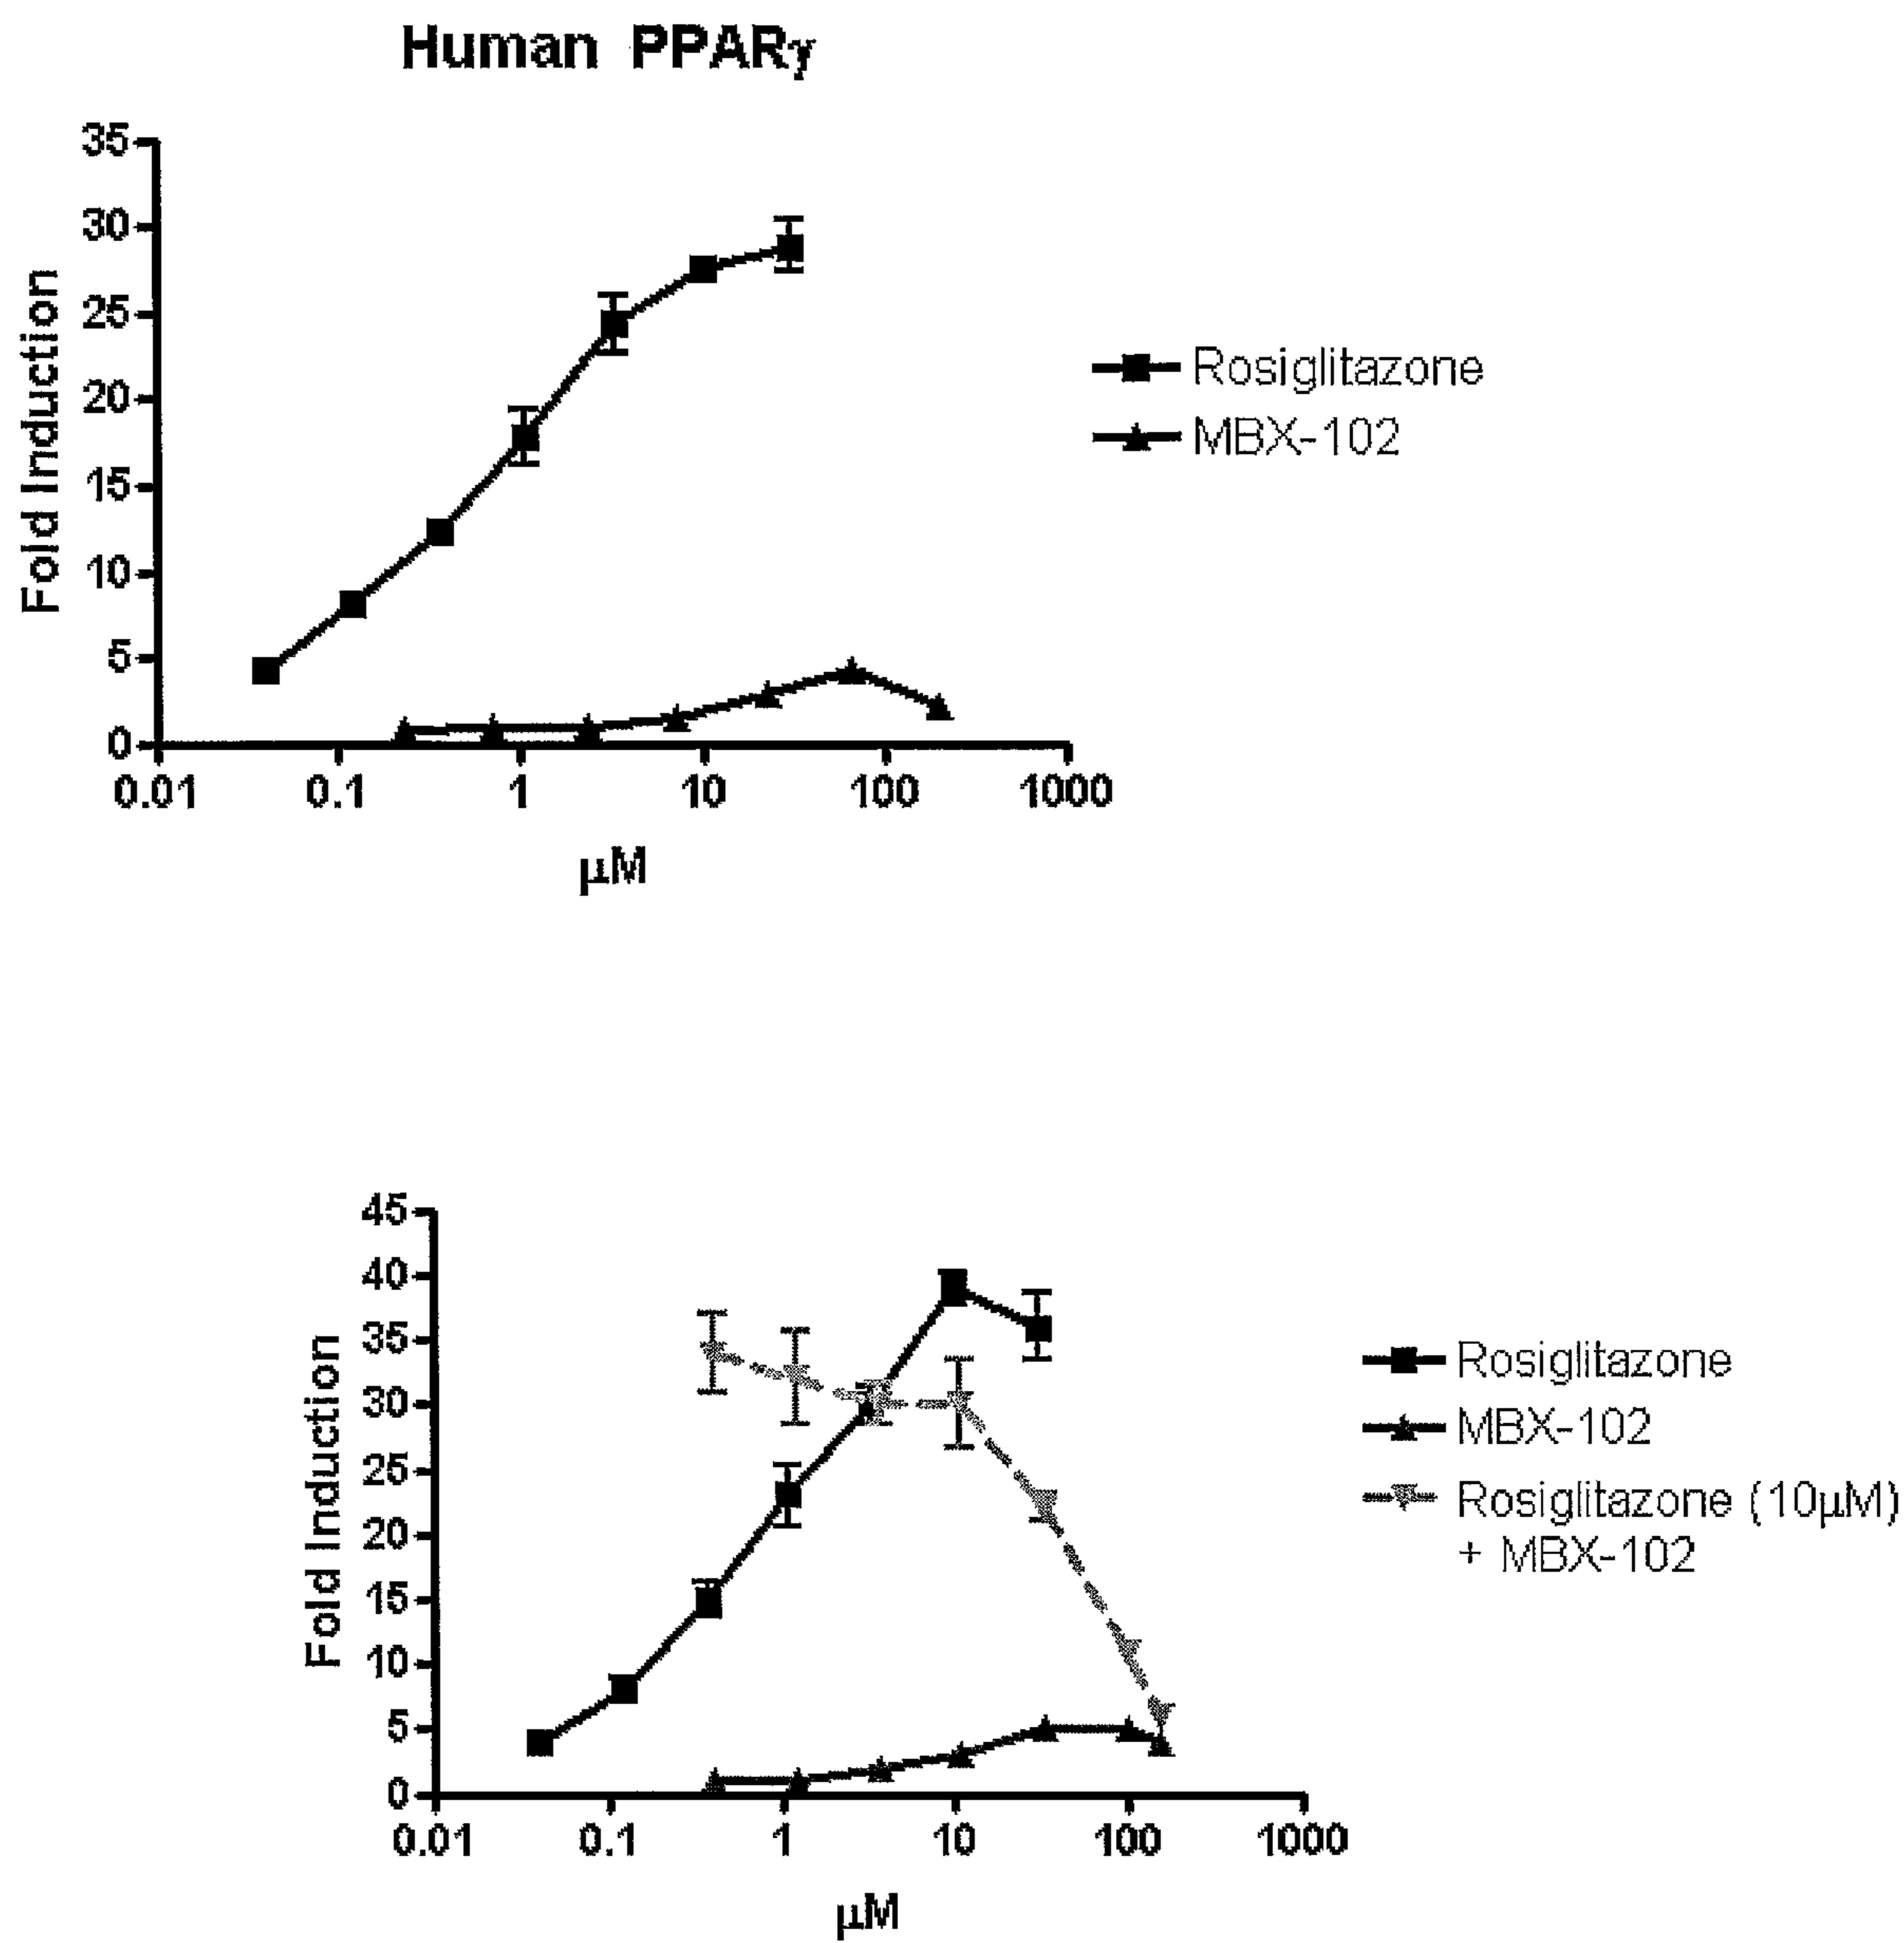 Human PPARγ
35
30
25
20
15
10
5
0
Fold Induction
0.01 0.1 1 10 100 1000
μM
Rosiglitazone
MBX-102
45
40
35
30
25
20
15
10
5
0
Fold Induction
0.01 0.1 1 10 100 1000
μM
Rosiglitazone
MBX-102
Rosiglitazone (10μM)
+ MBX-102